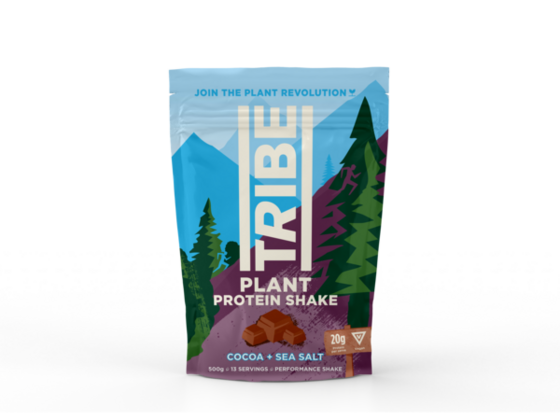 JOIN THE PLANT REVOLUTION
TRIBE
PLANT
PROTEIN SHAKE
20g
COCOA + SEA SALT
500g // 13 SERVINGS // PERFORMANCE SHAKE